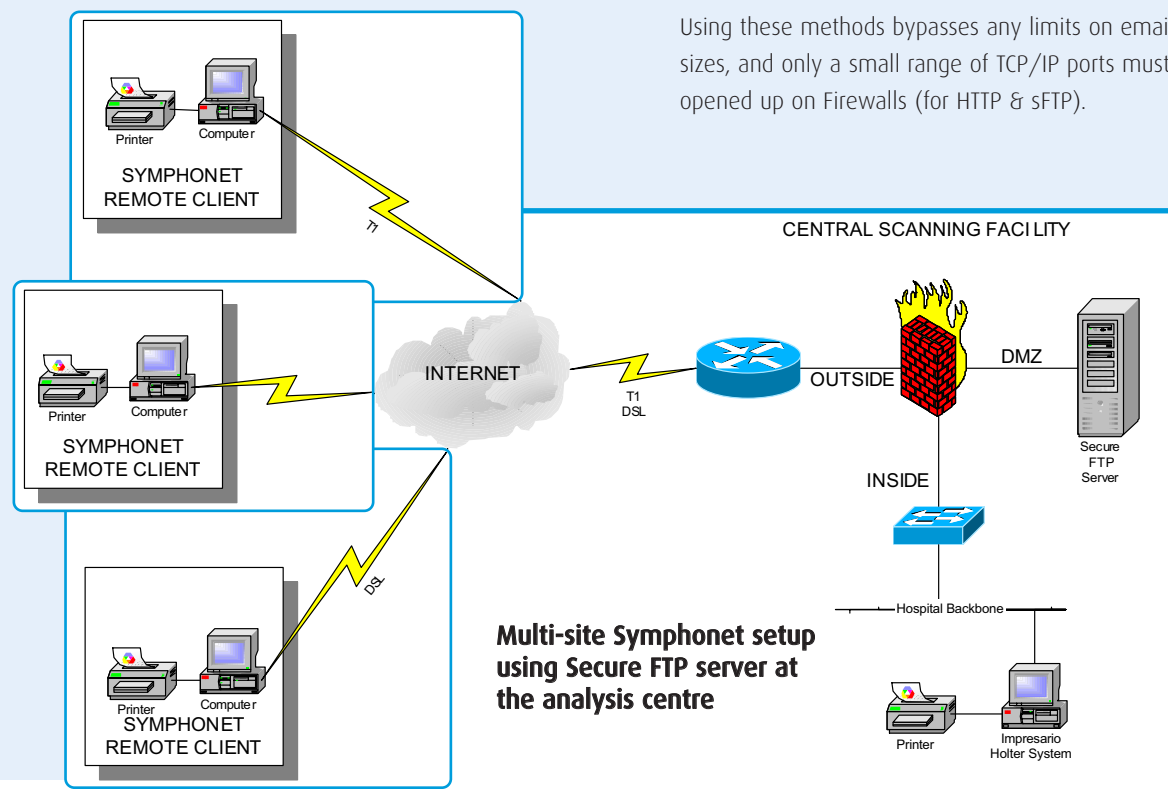 Using these methods bypasses any limits on emai
sizes, and only a small range of TCP/IP ports must
opened up on Firewalls (for HTTP & sFTP).
Printer
Computer
SYMPHONET
REMOTE CLIENT
T1
CENTRAL SCANNING FACILITY
Printer
Computer
SYMPHONET
REMOTE CLIENT
INTERNET
T1
DSL
OUTSIDE
DMZ
Secure
FTP
Server
INSIDE
DSL
Hospital Backbone
Printer
Computer
SYMPHONET
REMOTE CLIENT
Multi-site Symphonet setup
using Secure FTP server at
the analysis centre
Printer
Impresario
Holter System